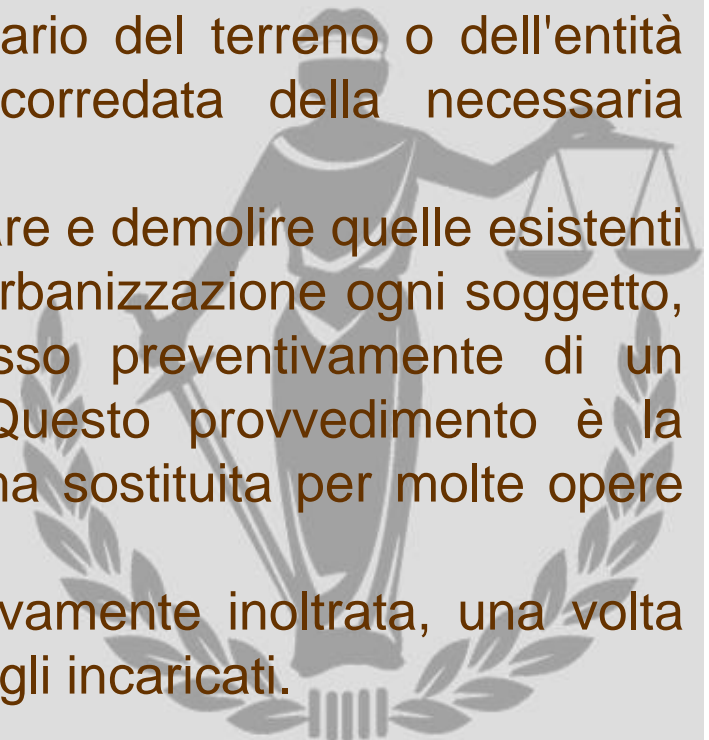 ario del terreno o dell'entità
corredata della necessaria
are e demolire quelle esistenti
rbanizzazione ogni soggetto,
sso preventivamente di un
Questo provvedimento è la
na sostituita per molte opere
vamente inoltrata, una volta
gli incaricati.